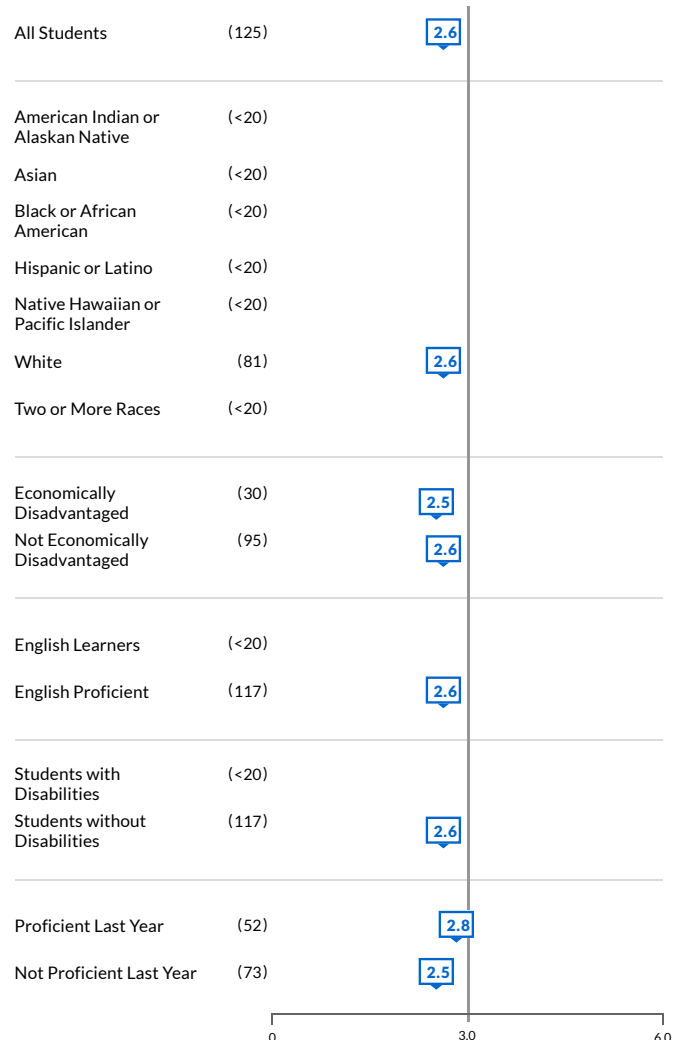 All Students (125) 2.6
American Indian or (<20)
Alaskan Native
Asian (<20)
Black or African (<20)
American
Hispanic or Latino (<20)
Native Hawaiian or (<20)
Pacific Islander
White (81) 2.6
Two or More Races (<20)
Economically (30) 2.5
Disadvantaged
Not Economically (95) 2.6
Disadvantaged
English Learners (<20)
English Proficient (117) 2.6
Students with (<20)
Disabilities
Students without (117) 2.6
Disabilities
Proficient Last Year (52) 2.8
Not Proficient Last Year (73) 2.5
0 3.0 6.0